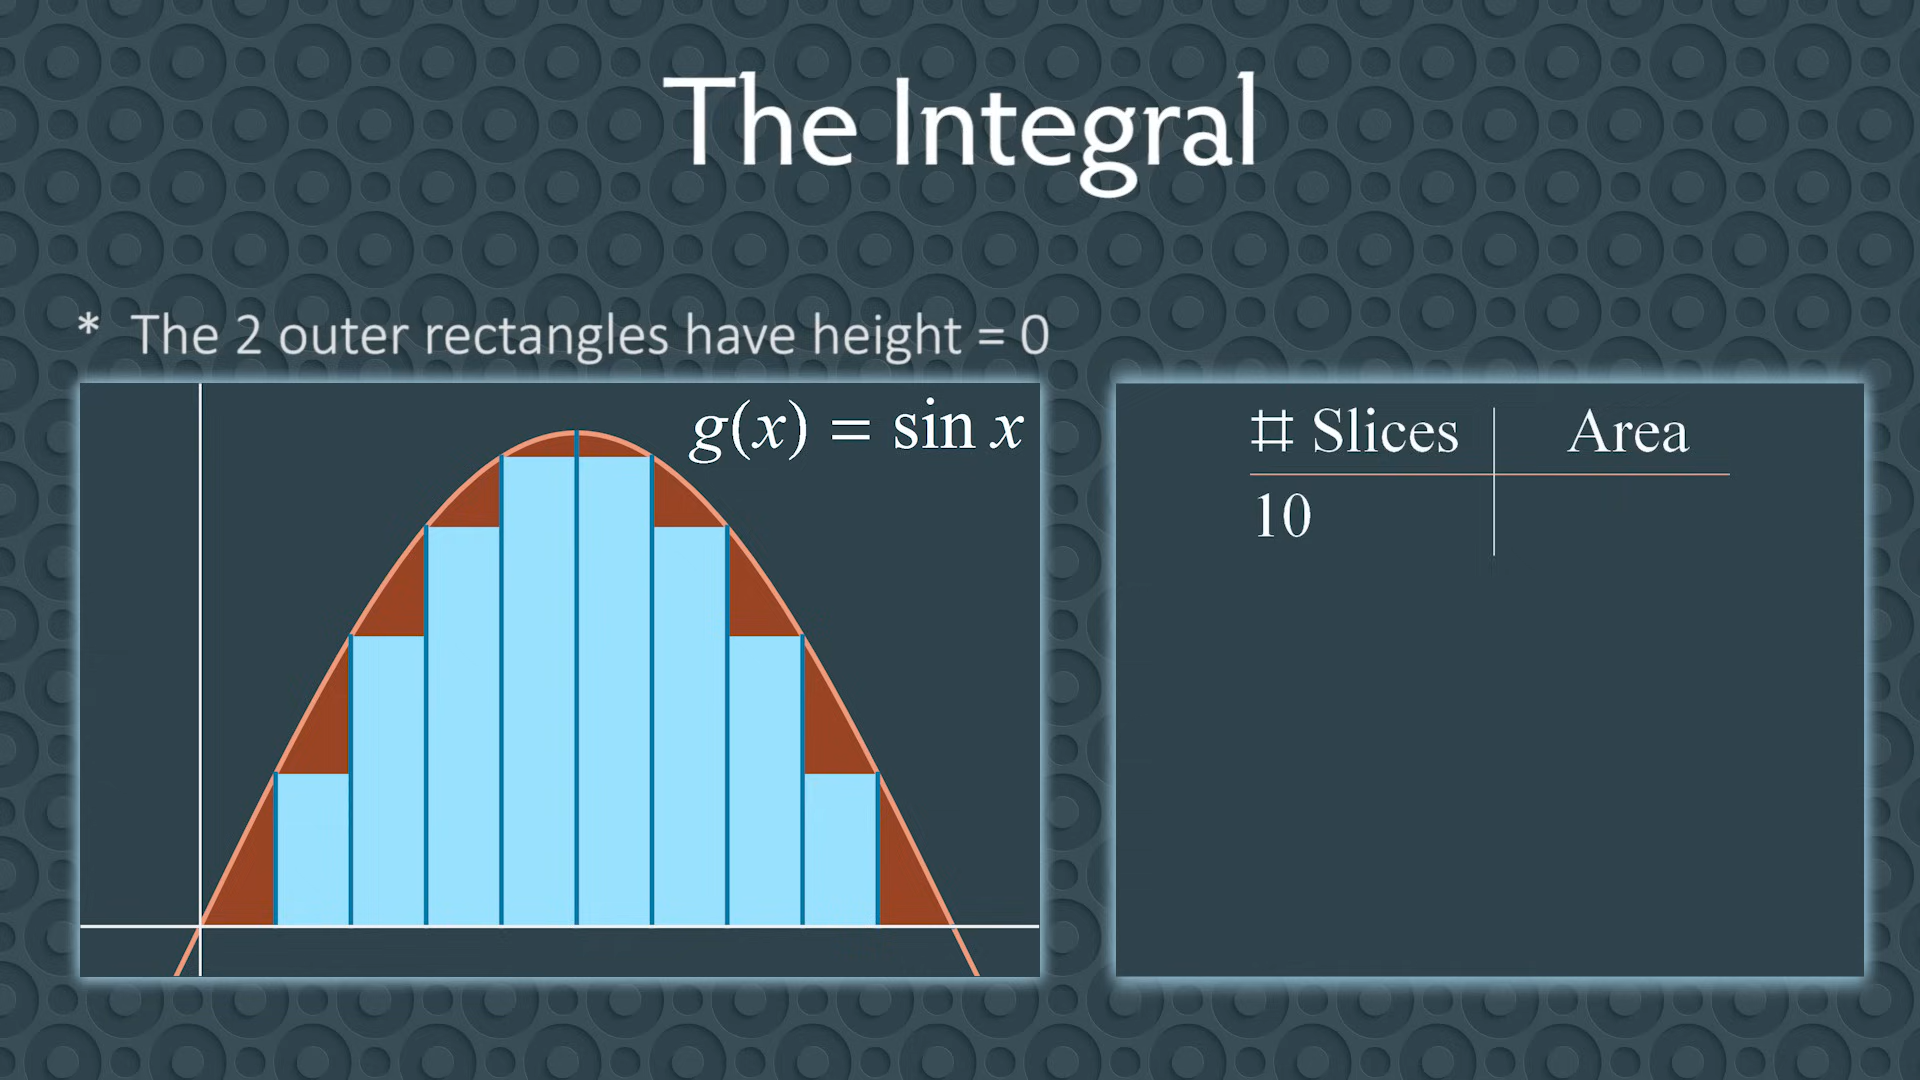 The Integral
* The 2 outer rectangles have height = 0
g(x) = sin x
# Slices Area
10